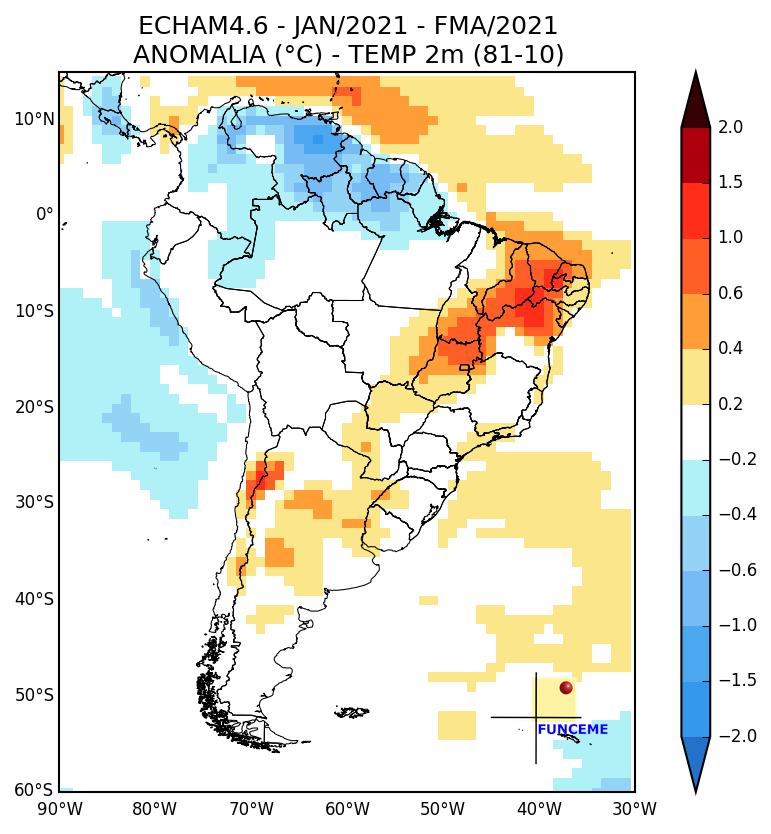 ECHAM4.6 - JAN/2021 - FMA/2021
ANOMALIA (°C) - TEMP 2m (81-10)
10°N
0°
10°S
20°S
30°S
40°S
50°S
60°S
90°W 80°W 70°W 60°W 50°W 40°W 30°W
2.0
1.5
1.0
0.6
0.4
0.2
−0.2
−0.4
−0.6
−1.0
−1.5
−2.0
FUNCEME